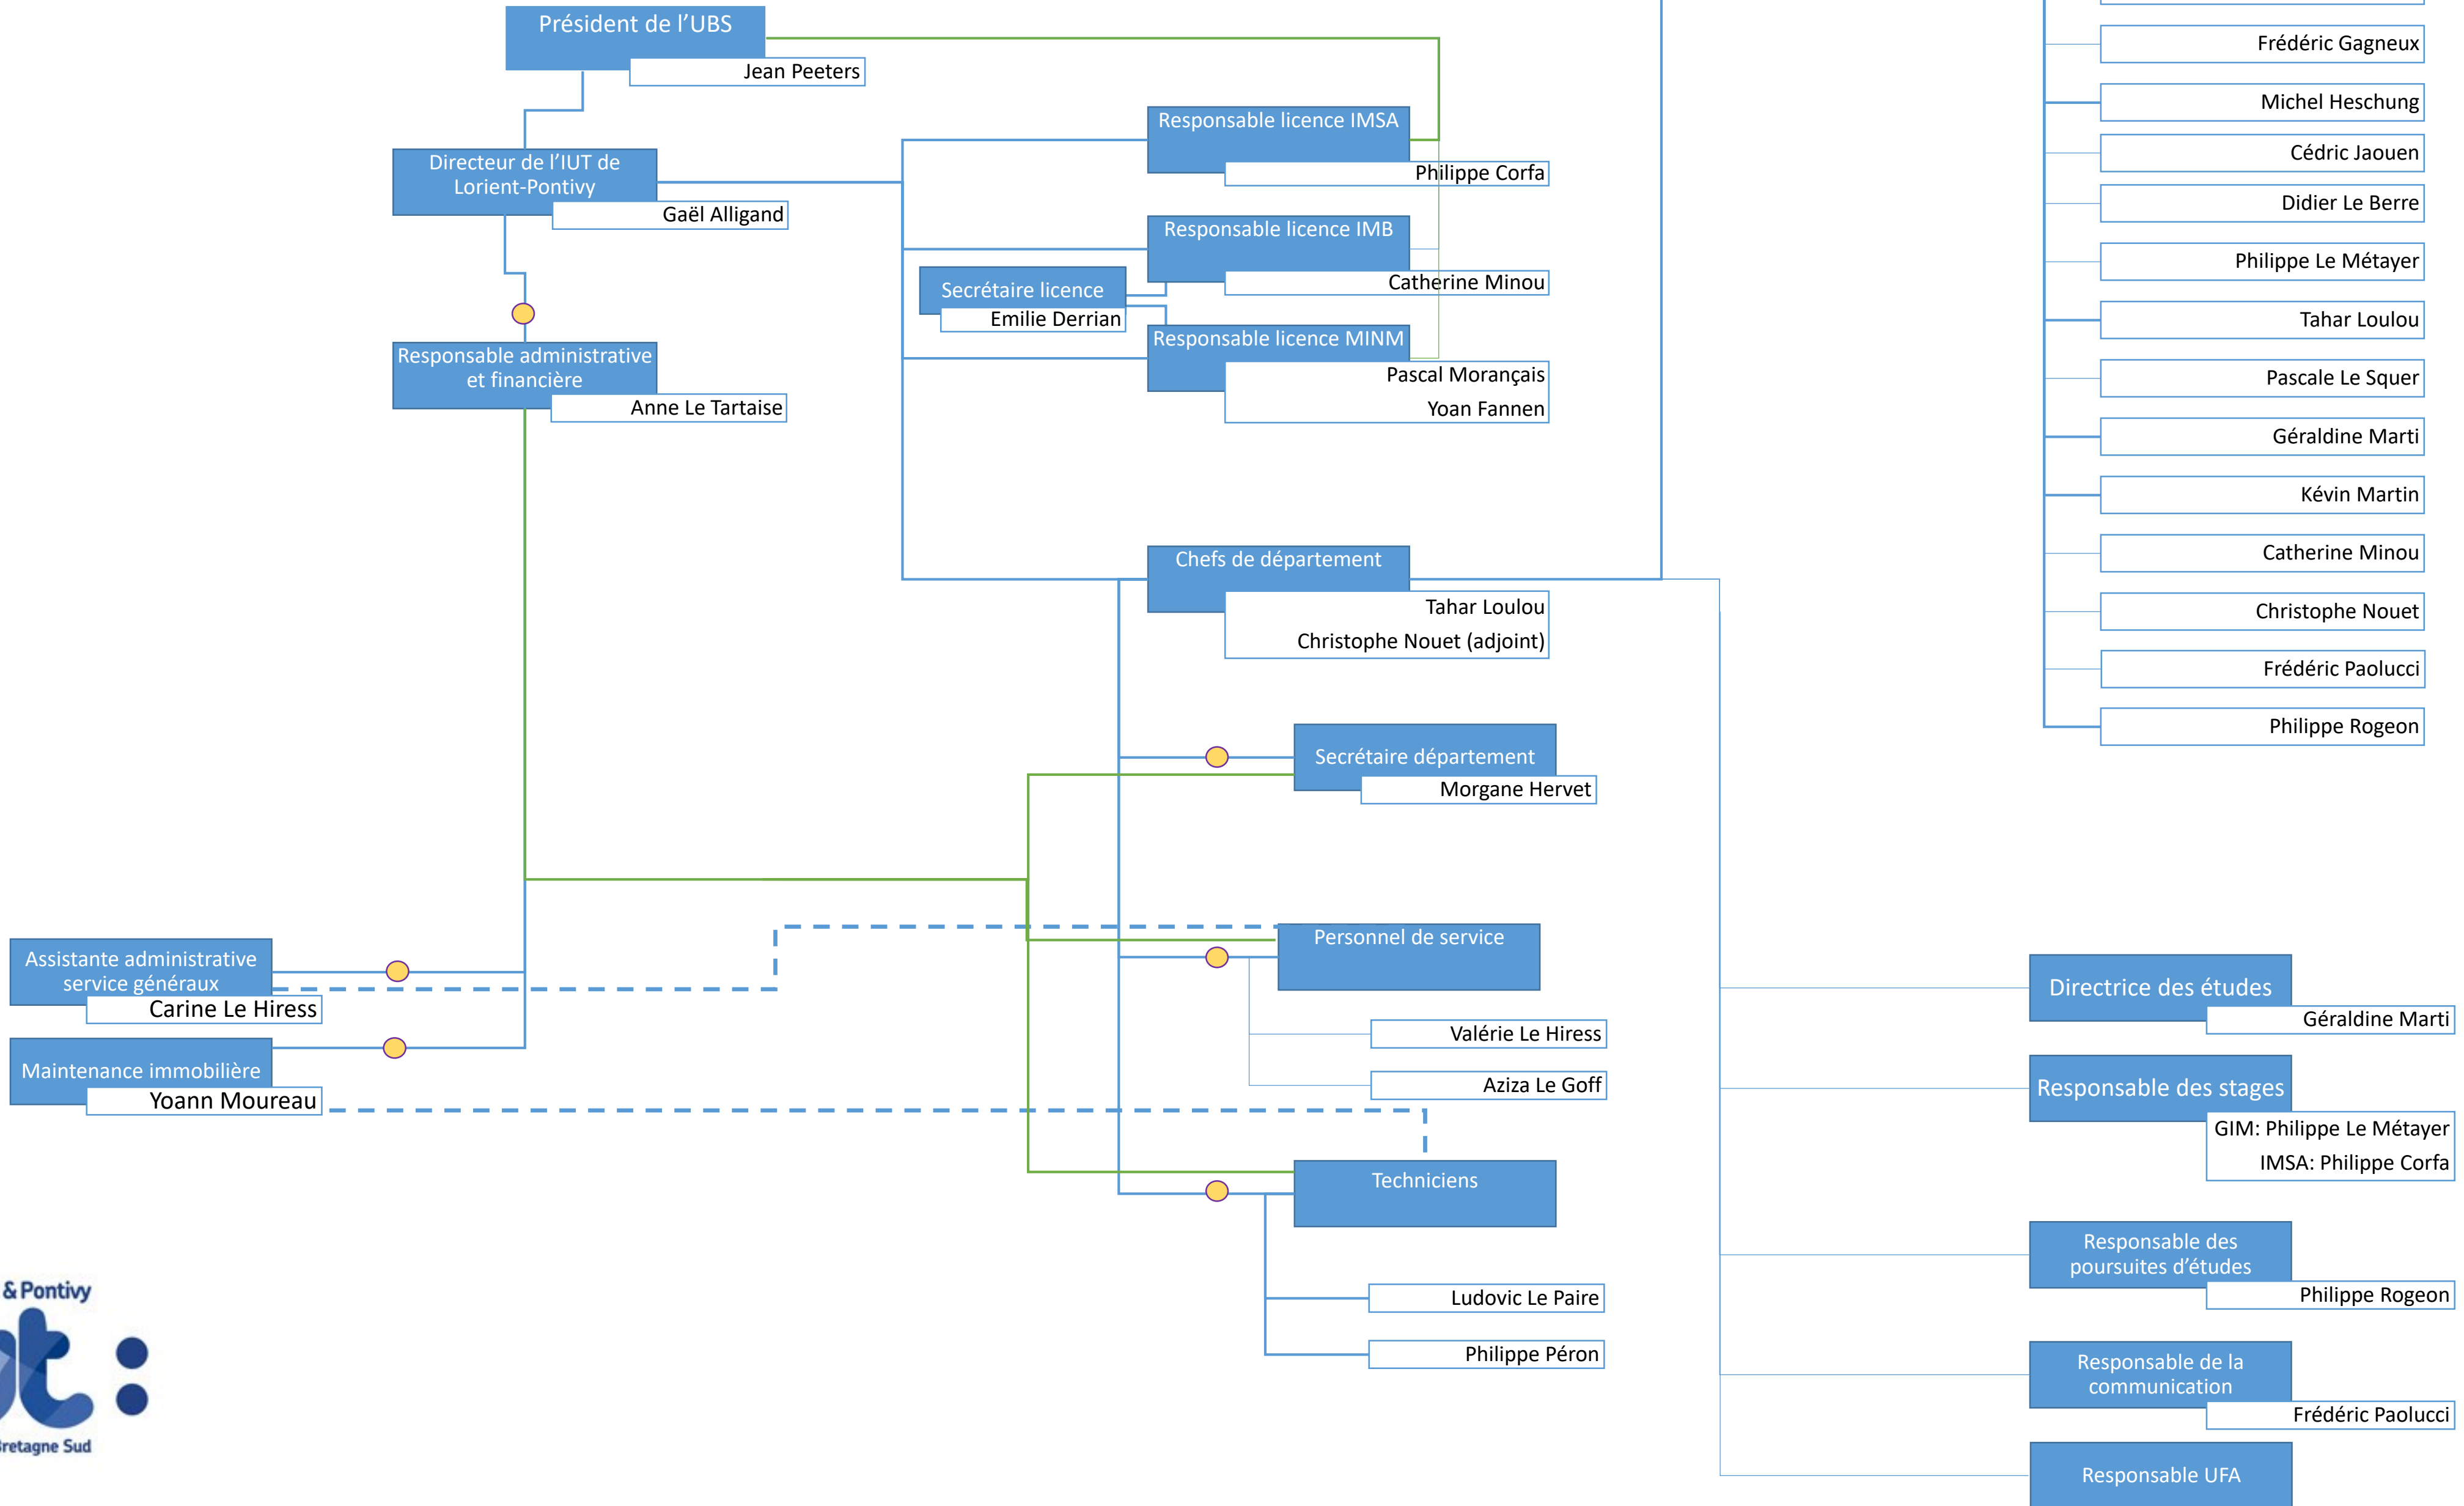 Président de l’UBS
Jean Peeters
Directeur de l’IUT de
Lorient-Pontivy
Gaël Alligand
Responsable administrative
et financière
Anne Le Tartaise
Responsable licence IMSA
Philippe Corfa
Responsable licence IMB
Catherine Minou
Secrétaire licence
Emilie Derrian
Responsable licence MINM
Pascal Morançais
Yoan Fannen
Chefs de département
Tahar Loulou
Christophe Nouet (adjoint)
Secrétaire département
Morgane Hervet
Personnel de service
Valérie Le Hiress
Aziza Le Goff
Techniciens
Ludovic Le Paire
Philippe Péron
Assistante administrative
service généraux
Carine Le Hiress
Maintenance immobilière
Yoann Moureau
Frédéric Gagneux
Michel Heschung
Cédric Jaouen
Didier Le Berre
Philippe Le Métayer
Tahar Loulou
Pascale Le Squer
Géraldine Marti
Kévin Martin
Catherine Minou
Christophe Nouet
Frédéric Paolucci
Philippe Rogeon
Directrice des études
Géraldine Marti
Responsable des stages
GIM: Philippe Le Métayer
IMSA: Philippe Corfa
Responsable des
poursuites d’études
Philippe Rogeon
Responsable de la
communication
Frédéric Paolucci
Responsable UFA
& Pontivy
retagne Sud